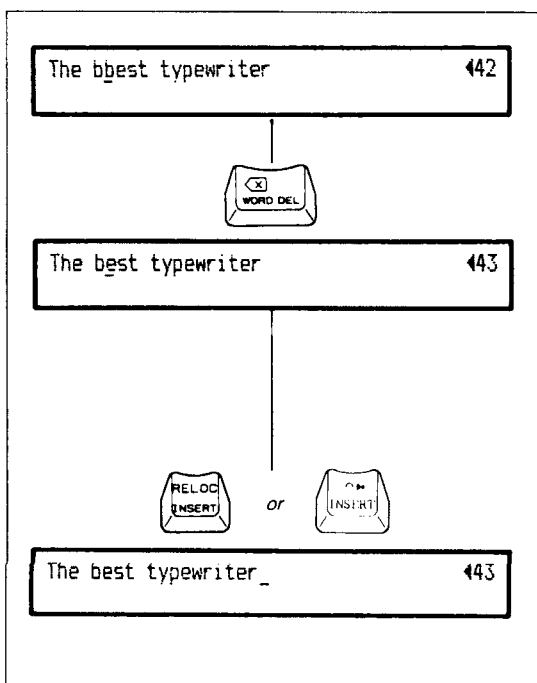 The bbest typewriter 42
WORD DEL
The best typewriter 43
RELOC or
INSERT INSERT
The best typewriter_ 43